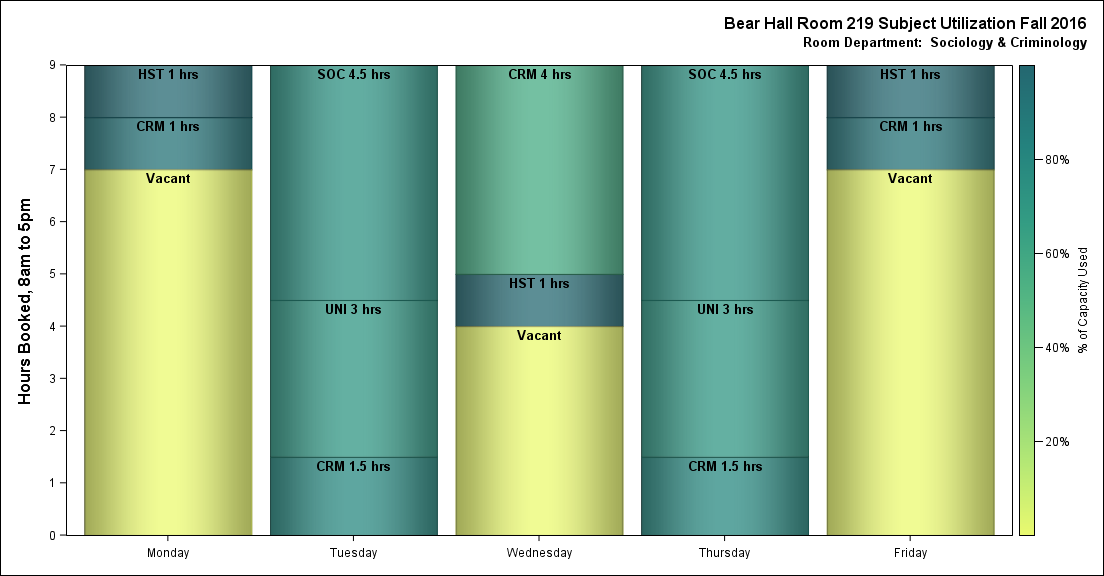 Bear Hall Room 219 Subject Utilization Fall 2016
Room Department:  Sociology & Criminology
Hours Booked, 8am to 5pm
9
8
7
6
5
4
3
2
1
0
HST 1 hrs
CRM 1 hrs
Vacant
SOC 4.5 hrs
UNI 3 hrs
CRM 1.5 hrs
CRM 4 hrs
HST 1 hrs
Vacant
SOC 4.5 hrs
UNI 3 hrs
CRM 1.5 hrs
HST 1 hrs
CRM 1 hrs
Vacant
Monday
Tuesday
Wednesday
Thursday
Friday
80%
60%
40%
20%
% of Capacity Used